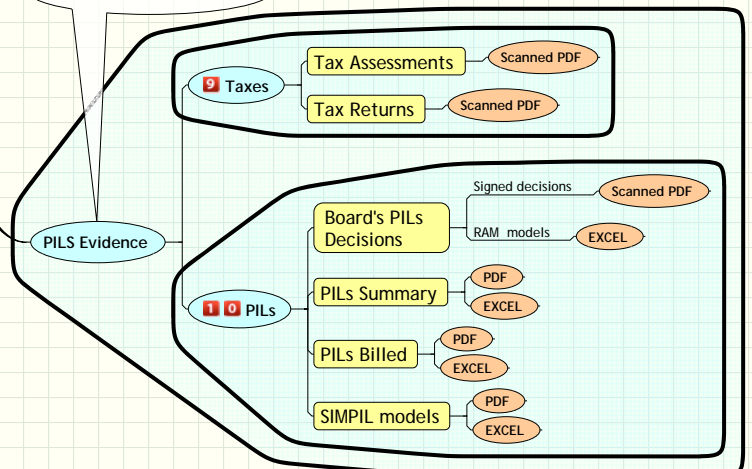 PILS Evidence
9 Taxes
Tax Assessments
Scanned PDF
Tax Returns
Scanned PDF
1 0 PILs
Board's PILs
Decisions
Signed decisions
Scanned PDF
RAM models
EXCEL
PILs Summary
PDF
EXCEL
PILs Billed
PDF
EXCEL
SIMPIL models
PDF
EXCEL